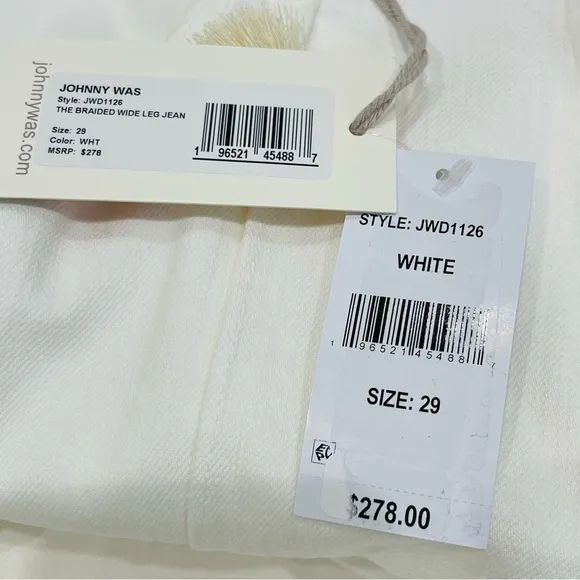 johnnywas.com
JOHNNY WAS
Style: JWD1126
THE BRAIDED WIDE LEG JEAN
Size: 29
Color: WHT
MSRP: $278
1 96521 45488 7
STYLE: JWD1126
WHITE
1 96521 45488 7
SIZE: 29
$278.00